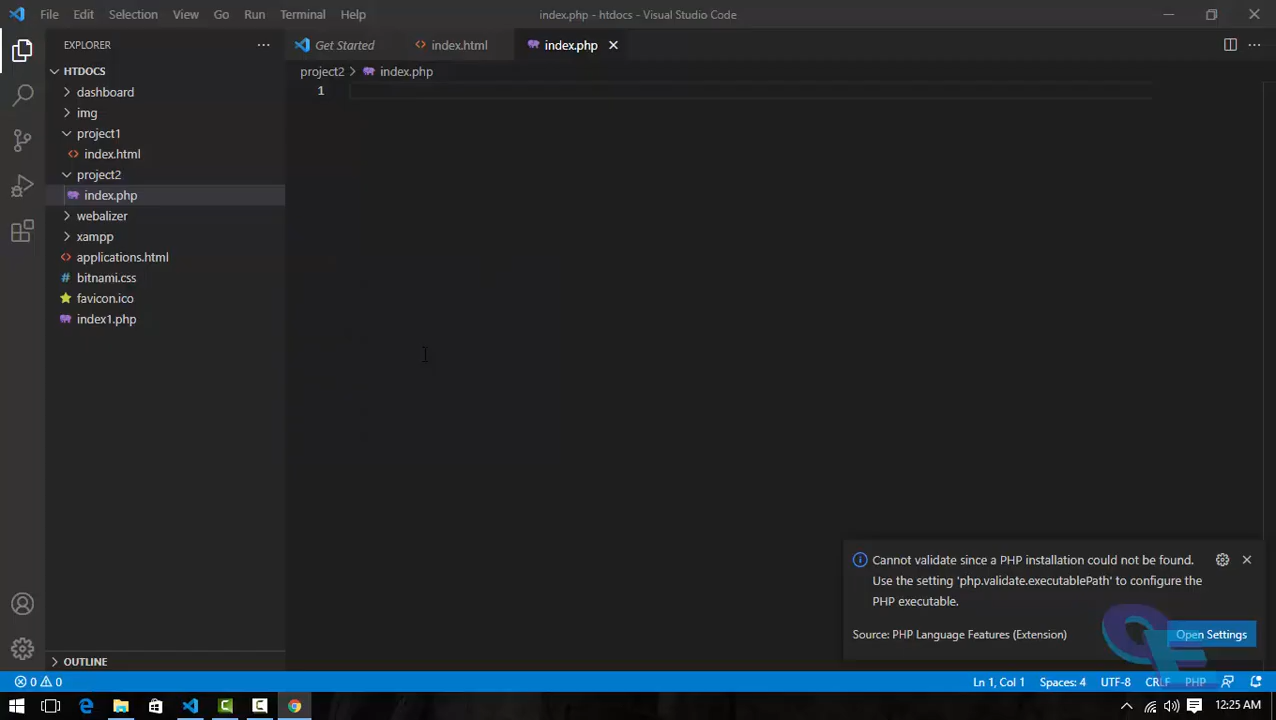 File Edit Selection View Go Run Terminal Help
index.php - htdocs - Visual Studio Code
EXPLORER
HTDOCS
dashboard
img
project1
index.html
project2
index.php
webalizer
xampp
applications.html
bitnami.css
favicon.ico
index1.php
OUTLINE
Get Started
index.html
index.php
project2 > index.php
1
Cannot validate since a PHP installation could not be found.
Use the setting 'php.validate.executablePath' to configure the
PHP executable.
Source: PHP Language Features (Extension)
Open Settings
0 0
Ln 1, Col 1 Spaces: 4 UTF-8 CRLF PHP
12:25 AM